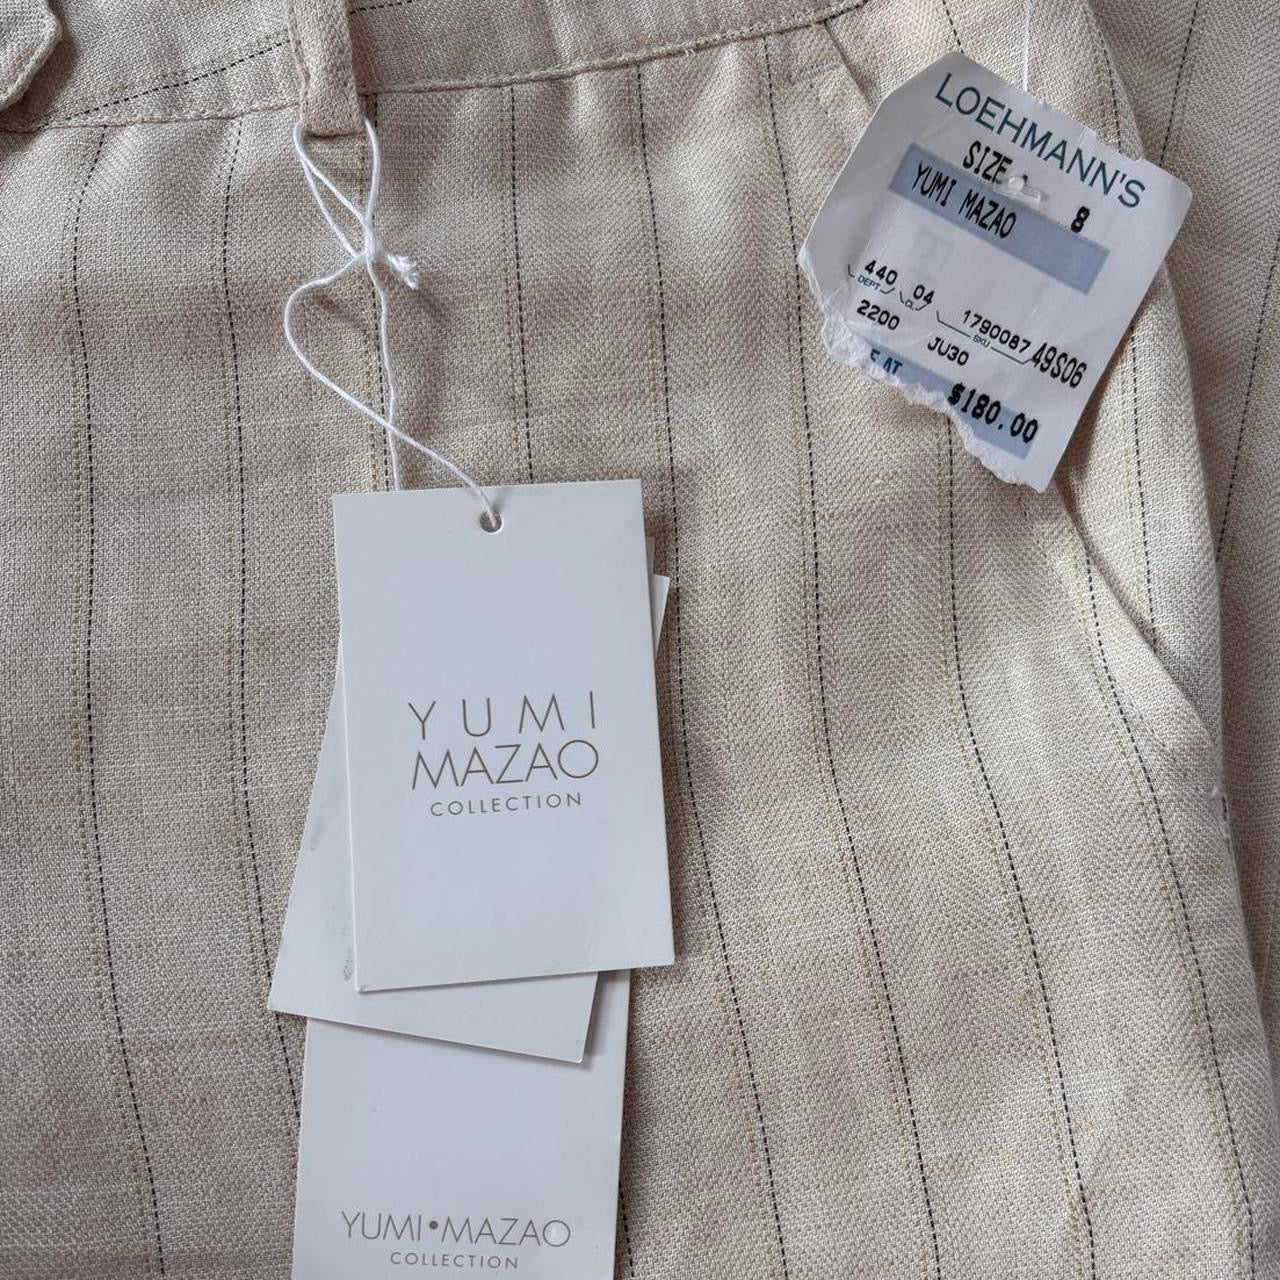 LOEHMANN'S
SIZE 8
YUMI MAZAO
440 04 1790087 49S06
DEPT CL SKU
2200 JU30
$180.00
YUMI
MAZAO
COLLECTION
YUMI•MAZAO
COLLECTION